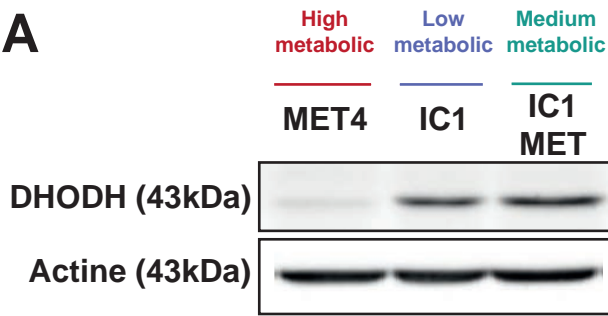 A
High
metabolic
Low
metabolic
Medium
metabolic
MET4
IC1
IC1
MET
DHODH (43kDa)
Actine (43kDa)